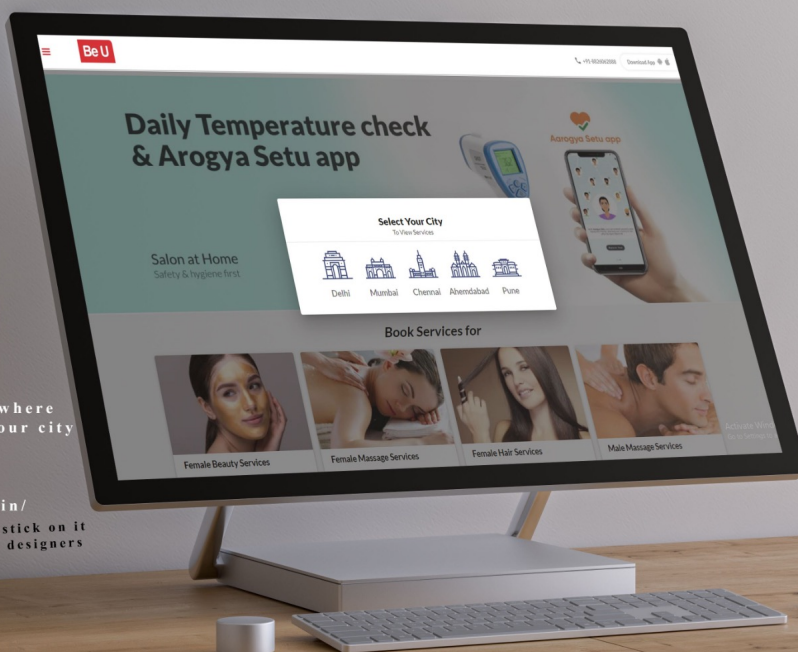 Be U
Download App
Daily Temperature check
& Arogya Setu app
Aarogya Setu app
Select Your City
To View Services
Salon at Home
Safety & hygiene first
Delhi Mumbai Chennai Ahemdabad Pune
Book Services for
Female Beauty Services Female Massage Services Female Hair Services Male Massage Services
where
our city
in/
stick on it
designers